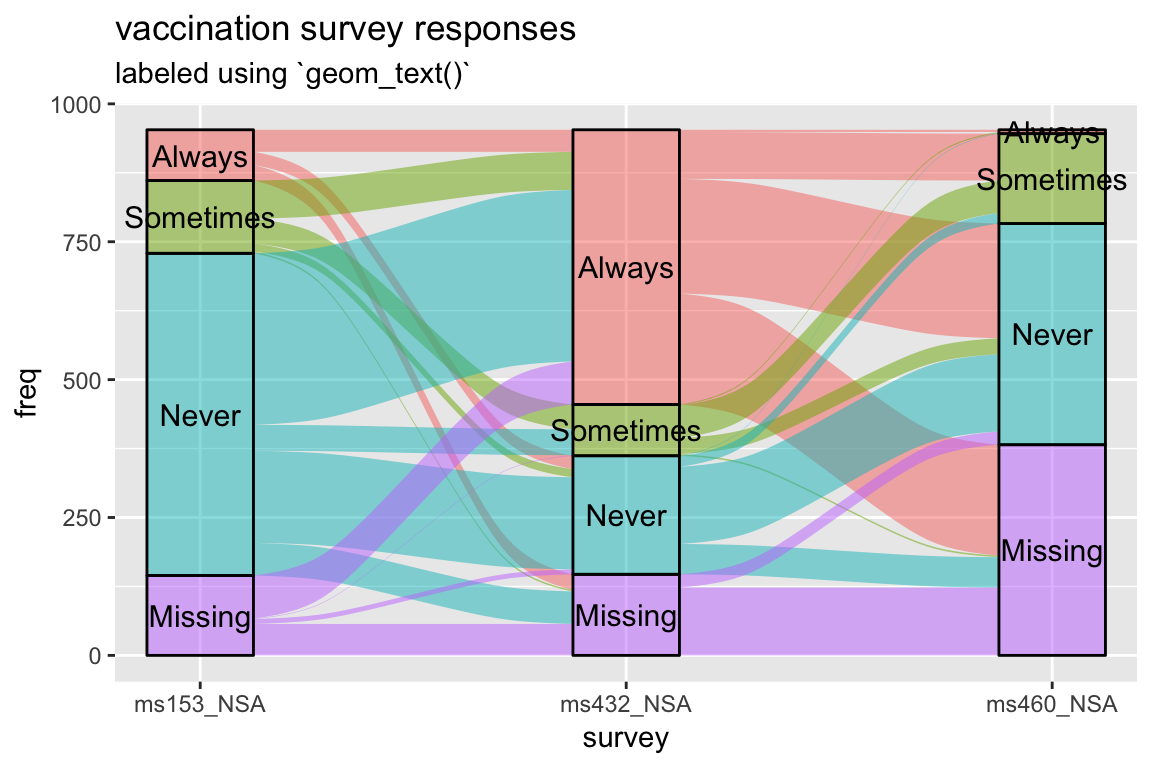 vaccination survey responses
labeled using `geom_text()`
freq
1000
750
500
250
0
Always
Sometimes
Never
Missing
Always
Sometimes
Never
Missing
Always
Sometimes
Never
Missing
ms153_NSA
ms432_NSA
ms460_NSA
survey